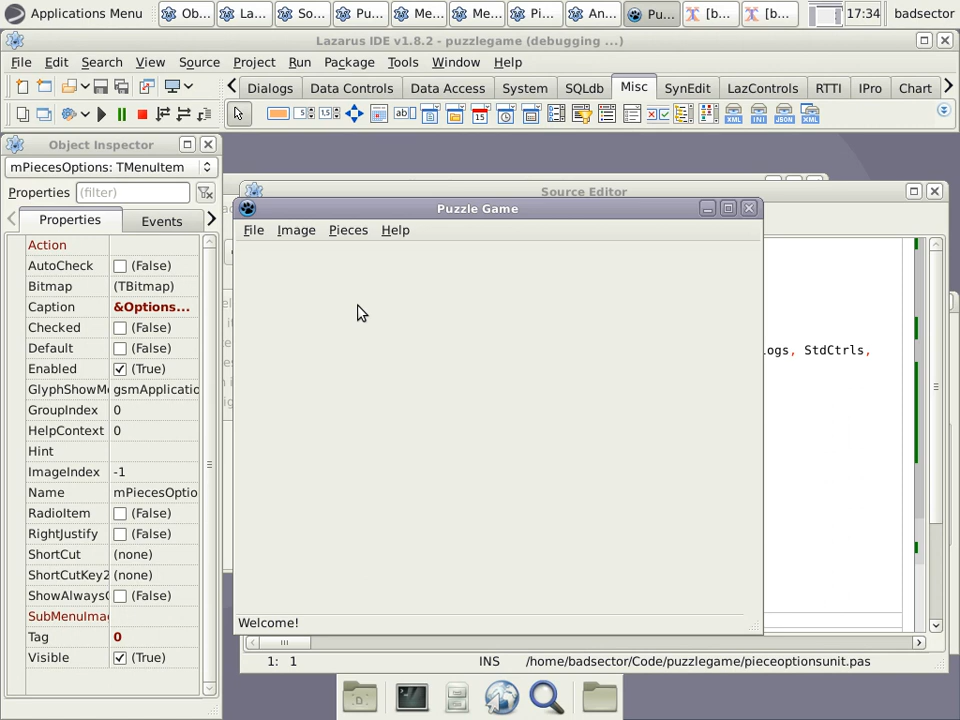 Applications Menu
Ob...
La...
So...
Pu...
Me...
Me...
Pi...
An...
Pu...
[b...
[b...
17:34
badsector
Lazarus IDE v1.8.2 - puzzlegame (debugging ...)
File Edit Search View Source Project Run Package Tools Window Help
Dialogs Data Controls Data Access System SQLdb Misc SynEdit LazControls RTTI IPro Chart
Object Inspector
mPiecesOptions: TMenuItem
Properties (filter)
Properties Events
Action
AutoCheck (False)
Bitmap (TBitmap)
Caption &Options...
Checked (False)
Default (False)
Enabled (True)
GlyphShowMo gsmApplicatio
GroupIndex 0
HelpContext 0
Hint
ImageIndex -1
Name mPiecesOptio
RadioItem (False)
RightJustify (False)
ShortCut (none)
ShortCutKey2 (none)
ShowAlwaysC (False)
SubMenuImag
Tag 0
Visible (True)
Source Editor
Puzzle Game
File Image Pieces Help
ogs, StdCtrls,
Welcome!
1: 1 INS /home/badsector/Code/puzzlegame/pieceoptionsunit.pas